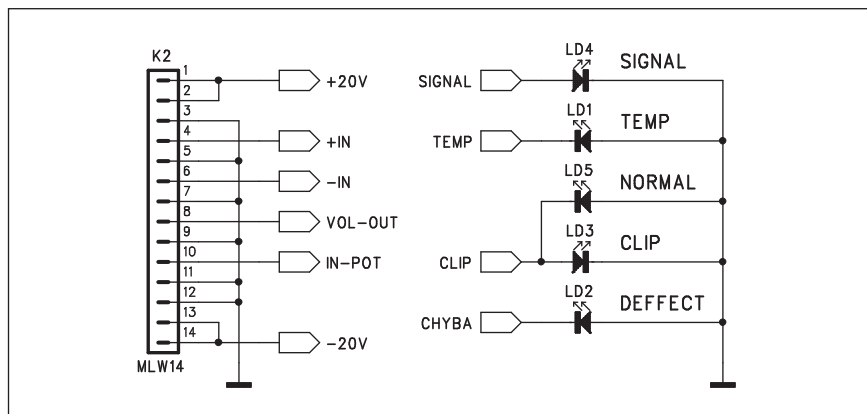 K2
1
2
3
4
5
6
7
8
9
10
11
12
13
14
MLW14
+20V
+IN
-IN
VOL-OUT
IN-POT
-20V
SIGNAL
LD4
SIGNAL
TEMP
LD1
TEMP
LD5
NORMAL
CLIP
LD3
CLIP
CHYBA
LD2
DEFFECT